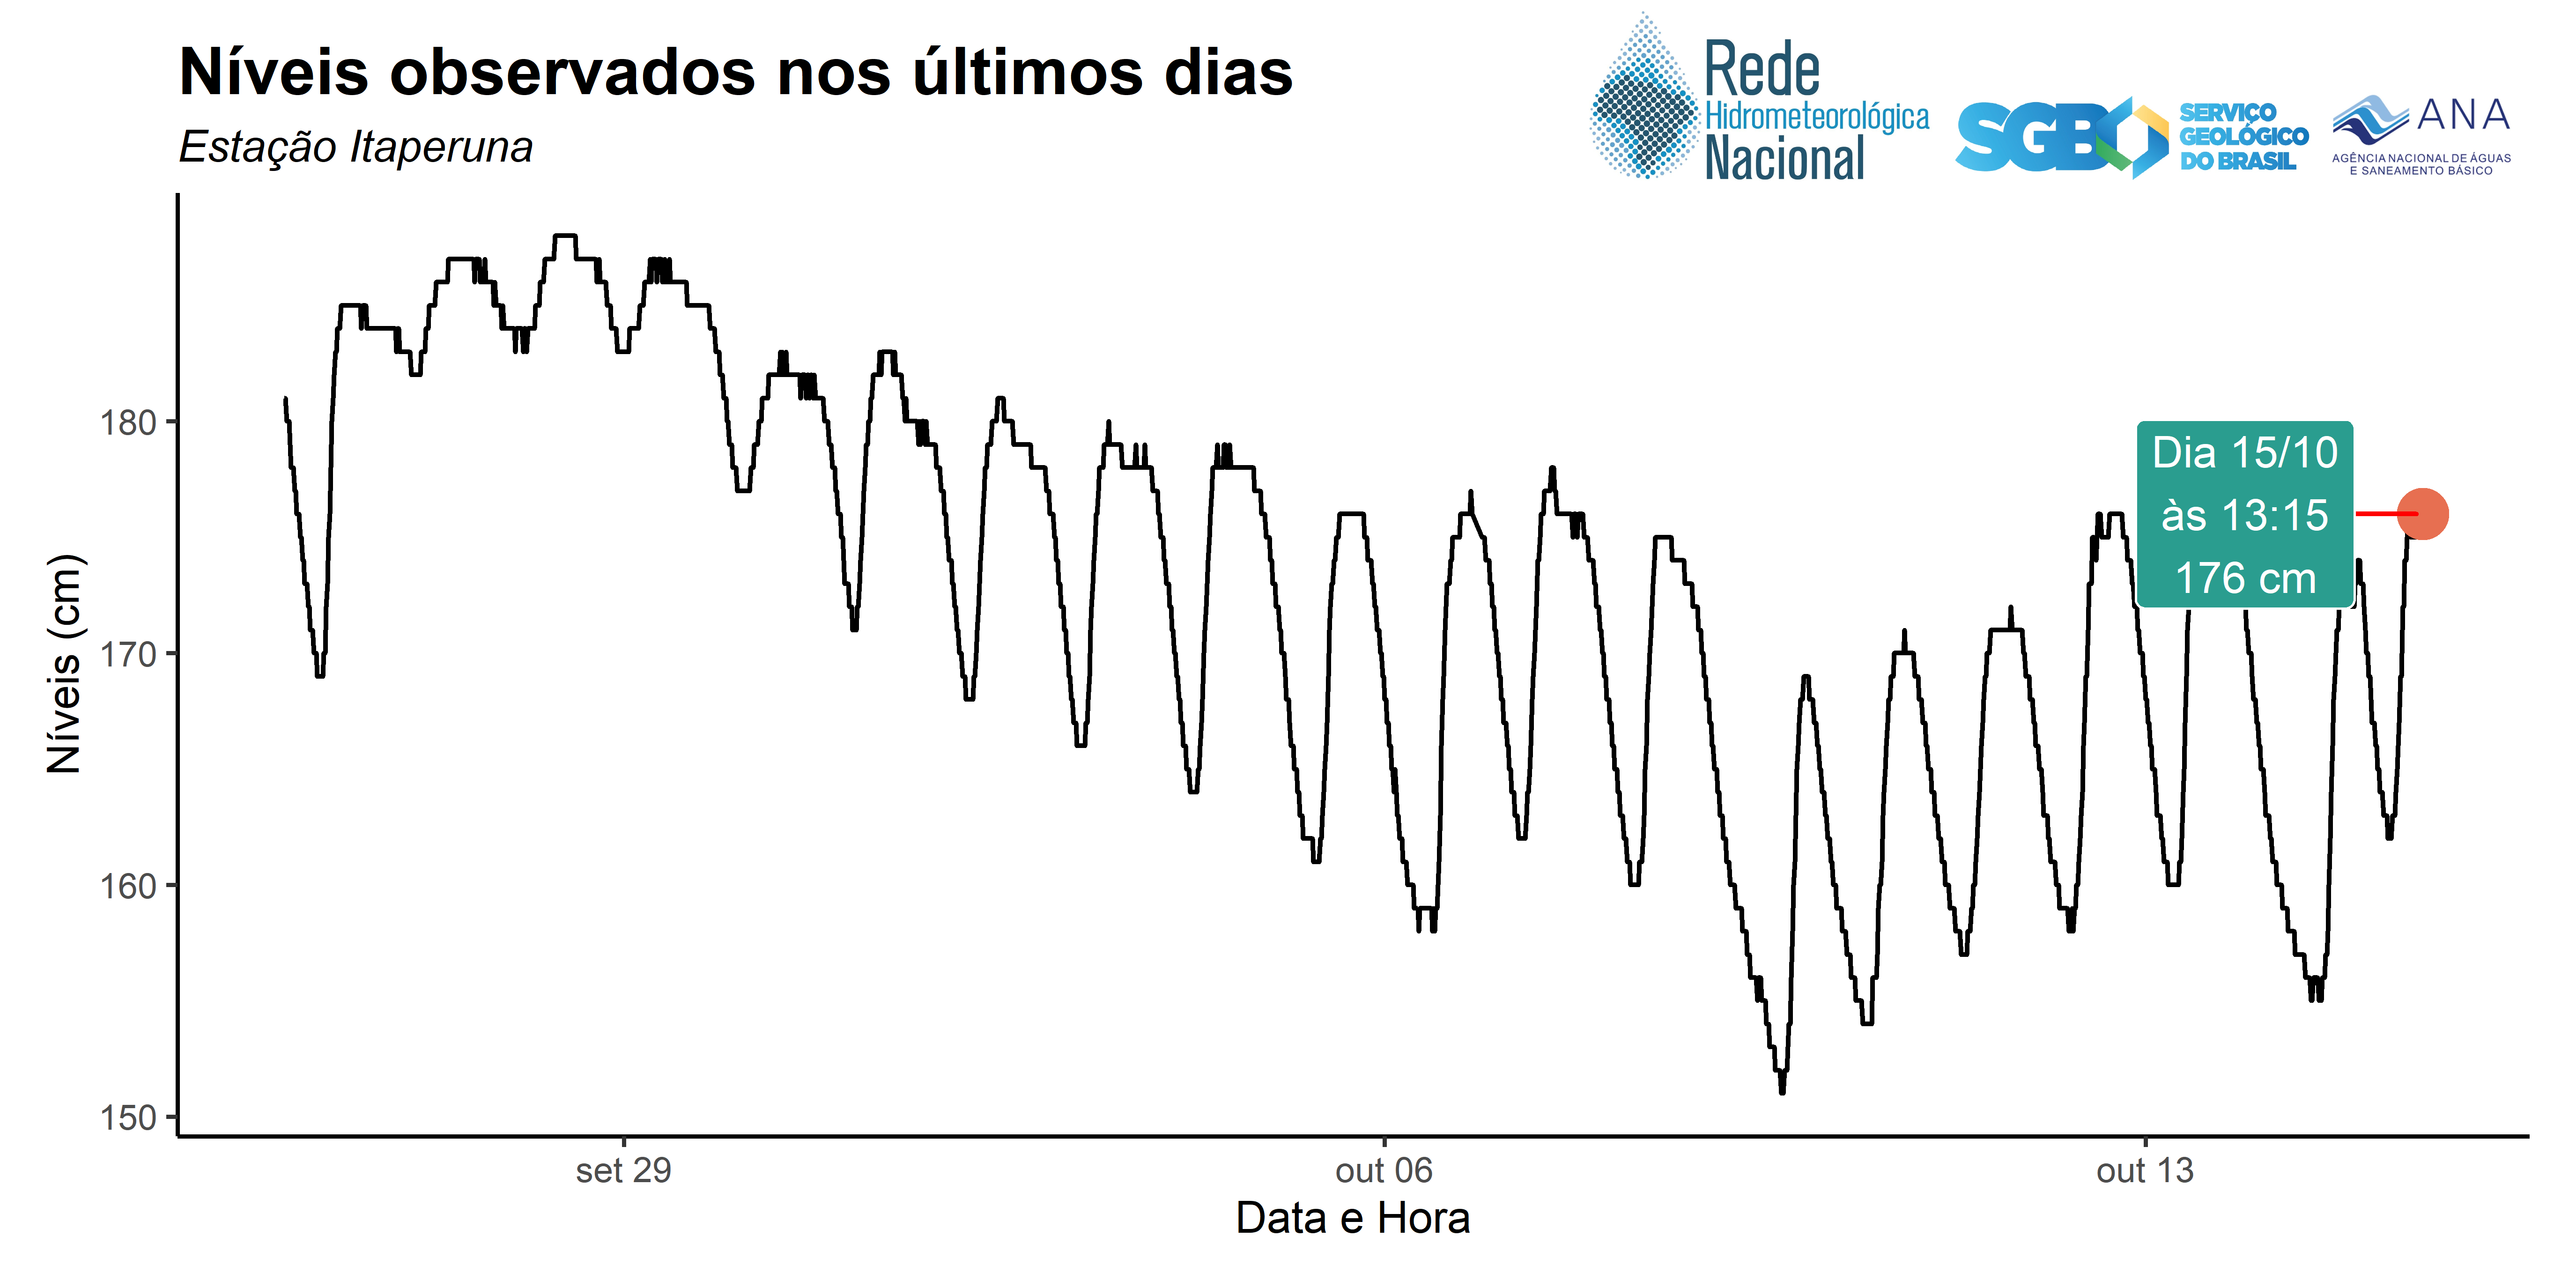 Níveis observados nos últimos dias
Estação Itaperuna
Rede
Hidrometeorológica
Nacional
SGB
SERVIÇO
GEOLÓGICO
DO BRASIL
ANA
AGÊNCIA NACIONAL DE ÁGUAS
E SANEAMENTO BÁSICO
Níveis (cm)
180
170
160
150
Dia 15/10
às 13:15
176 cm
set 29
out 06
out 13
Data e Hora